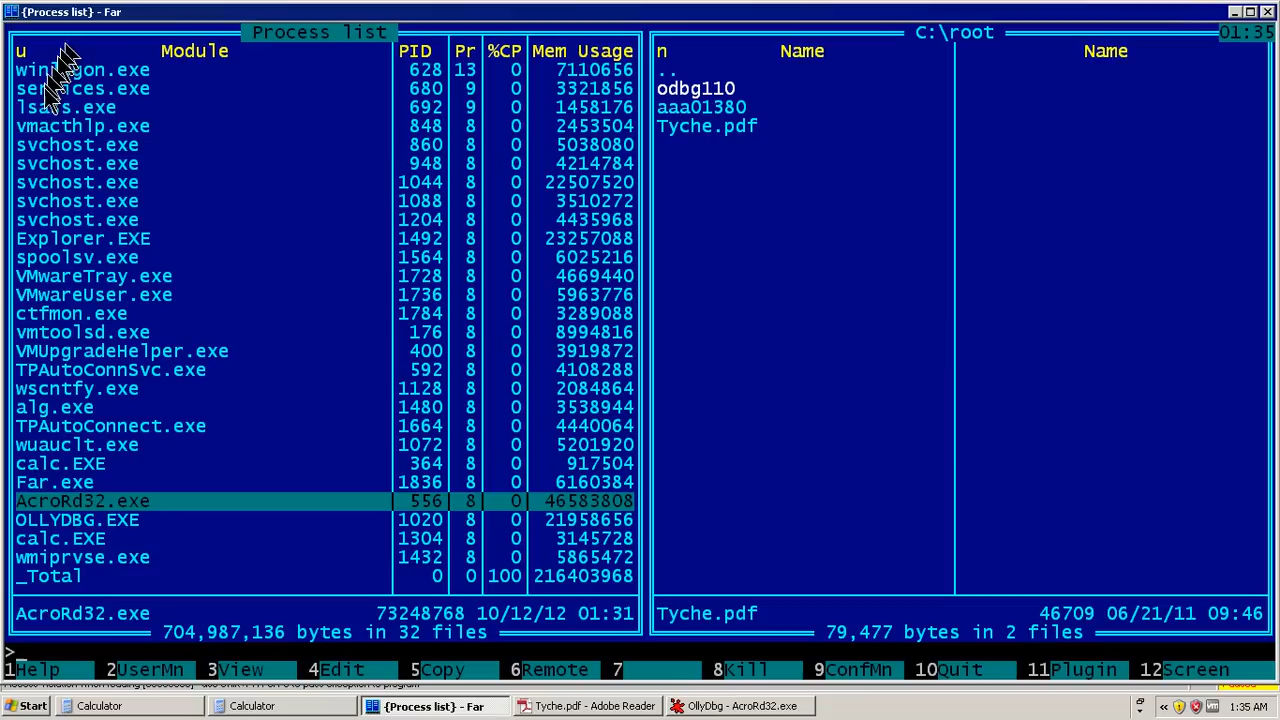 {Process list} - Far
Process list
C:\root
01:35
u Module PID Pr %CP Mem Usage
winlogon.exe 628 13 0 7110656
services.exe 680 9 0 3321856
lsass.exe 692 9 0 1458176
vmacthlp.exe 848 8 0 2453504
svchost.exe 860 8 0 5038080
svchost.exe 948 8 0 4214784
svchost.exe 1044 8 0 22507520
svchost.exe 1088 8 0 3510272
svchost.exe 1204 8 0 4435968
Explorer.EXE 1492 8 0 23257088
spoolsv.exe 1564 8 0 6025216
VMwareTray.exe 1728 8 0 4669440
VMwareUser.exe 1736 8 0 5963776
ctfmon.exe 1784 8 0 3289088
vmtoolsd.exe 176 8 0 8994816
VMUpgradeHelper.exe 400 8 0 3919872
TPAutoConnSvc.exe 592 8 0 4108288
wscntfy.exe 1128 8 0 2084864
alg.exe 1480 8 0 3538944
TPAutoConnect.exe 1664 8 0 4440064
wuauclt.exe 1072 8 0 5201920
calc.EXE 364 8 0 917504
Far.exe 1836 8 0 6160384
AcroRd32.exe 556 8 0 46583808
OLLYDBG.EXE 1020 8 0 21958656
calc.EXE 1304 8 0 3145728
wmiprvse.exe 1432 8 0 5865472
_Total 0 0 100 216403968
AcroRd32.exe 73248768 10/12/12 01:31
704,987,136 bytes in 32 files
n Name Name
..
odbg110
aaa01380
Tyche.pdf
Tyche.pdf 46709 06/21/11 09:46
79,477 bytes in 2 files
>_
1Help 2UserMn 3View 4Edit 5Copy 6Remote 7 8Kill 9ConfMn 10Quit 11Plugin 12Screen
Start Calculator Calculator {Process list} - Far Tyche.pdf - Adobe Reader OllyDbg - AcroRd32.exe 1:35 AM